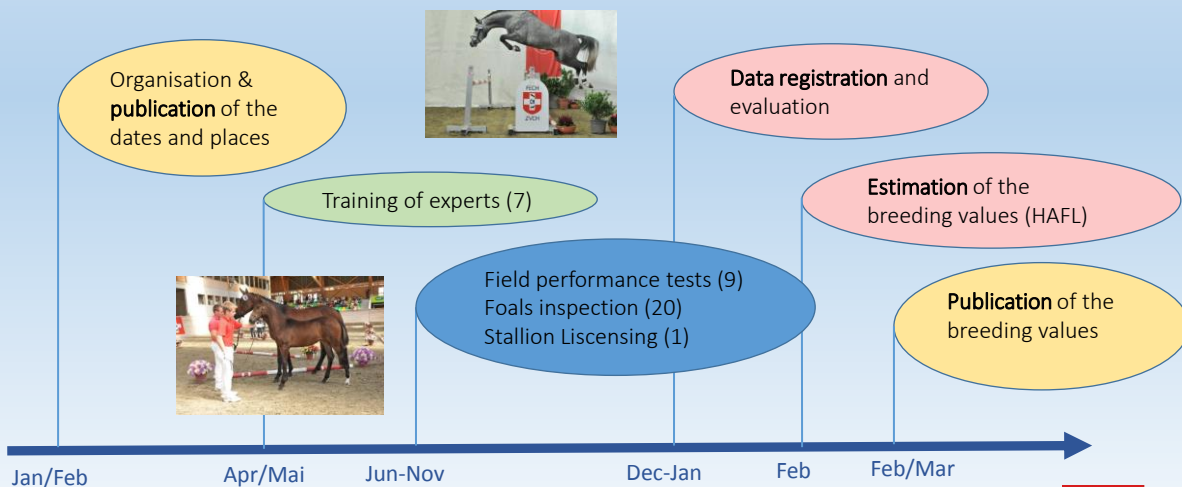 Organisation &
publication of the
dates and places
Training of experts (7)
Field performance tests (9)
Foals inspection (20)
Stallion Liscensing (1)
Data registration and
evaluation
Estimation of the
breeding values (HAFL)
Publication of the
breeding values
FECH
ZVCH
Jan/Feb
Apr/Mai
Jun-Nov
Dec-Jan
Feb
Feb/Mar